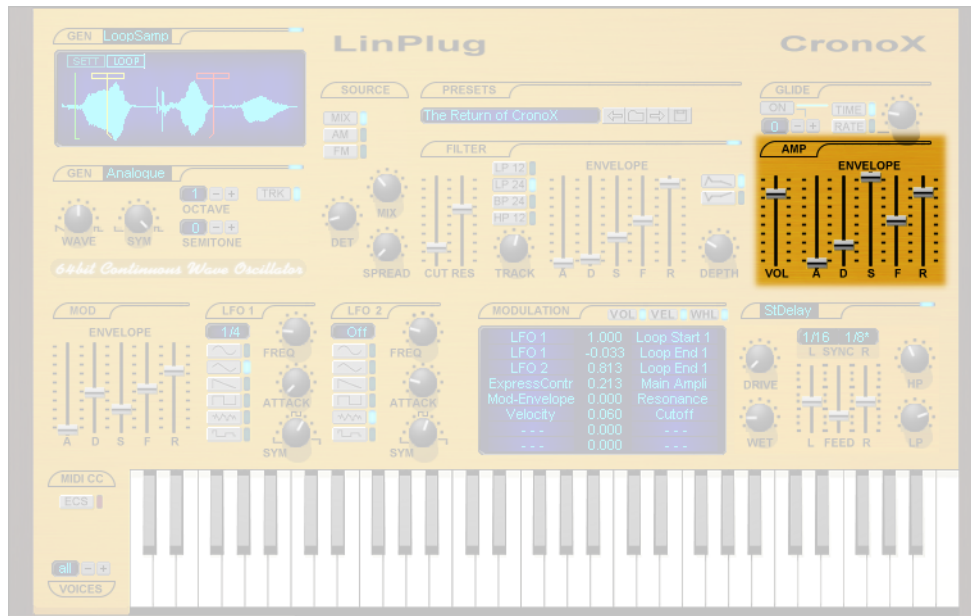 GEN LoopSamp
SETT LOOP
LinPlug
CronoX
SOURCE
MIX
AM
FM
MIX
DET
SPREAD
PRESETS
The Return of CronoX
GLIDE
ON
0 - +
TIME
RATE
FILTER
LP 12
LP 24
BP 24
HP 12
ENVELOPE
CUT RES
TRACK
A D S F R
DEPTH
AMP
ENVELOPE
VOL A D S F R
GEN Analogue
1 - +
OCTAVE
0 - +
SEMITONE
TRK
WAVE SYM
64bit Continuous Wave Oscillator
MOD
ENVELOPE
A D S F R
LFO 1
1/4
FREQ
ATTACK
SYM
LFO 2
Off
FREQ
ATTACK
SYM
MODULATION VOL VEL WHL
LFO 1 1.000 Loop Start 1
LFO 1 -0.033 Loop End 1
LFO 2 0.813 Loop End 1
ExpressContr 0.213 Main Ampli
Mod-Envelope 0.000 Resonance
Velocity 0.060 Cutoff
- - - 0.000 - - -
- - - 0.000 - - -
StDelay
1/16 1/8*
L SYNC R
DRIVE
WET
L FEED R
HP
LP
MIDI CC
ECS
all - +
VOICES